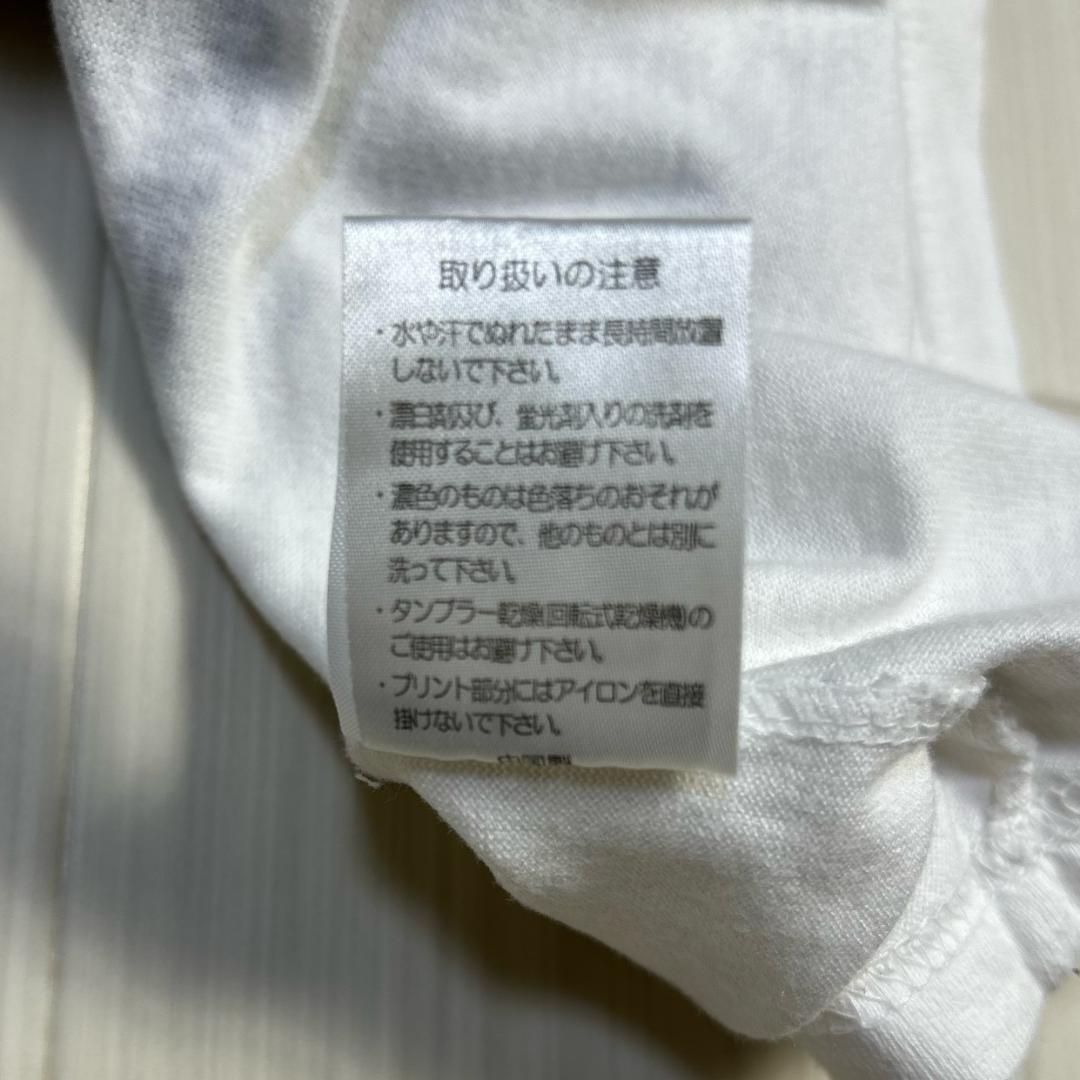 取り扱いの注意
・水や汗でぬれたまま長時間放置
しないで下さい。
・漂白剤及び、蛍光剤入りの洗剤を
使用することはお避け下さい。
・濃色のものは色落ちのおそれが
ありますので、他のものとは別に
洗って下さい。
・タンブラー乾燥(回転式乾燥機)の
ご使用はお避け下さい。
・プリント部分にはアイロンを直接
掛けないで下さい。